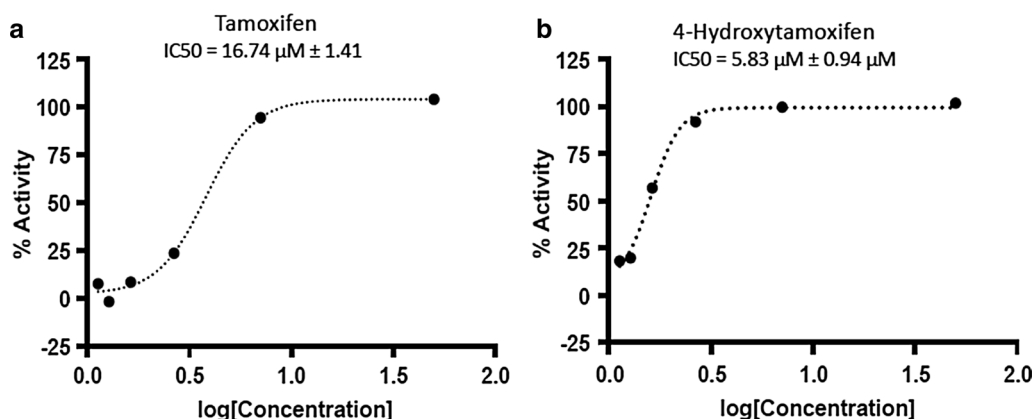 a
Tamoxifen
IC50 = 16.74 µM ± 1.41
125
100
75
50
25
0
-25
% Activity
0.0 0.5 1.0 1.5 2.0
log[Concentration]
b
4-Hydroxytamoxifen
IC50 = 5.83 µM ± 0.94 µM
125
100
75
50
25
0
-25
% Activity
0.0 0.5 1.0 1.5 2.0
log[Concentration]